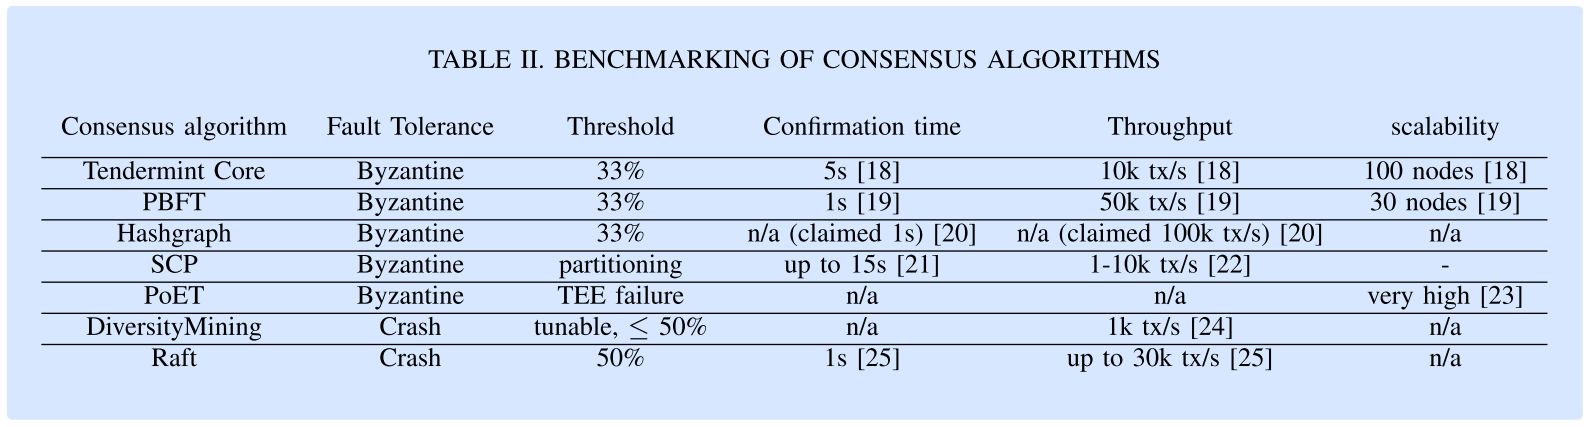 TABLE II. BENCHMARKING OF CONSENSUS ALGORITHMS
Consensus algorithm Fault Tolerance Threshold Confirmation time Throughput scalability
Tendermint Core Byzantine 33% 5s [18] 10k tx/s [18] 100 nodes [18]
PBFT Byzantine 33% 1s [19] 50k tx/s [19] 30 nodes [19]
Hashgraph Byzantine 33% n/a (claimed 1s) [20] n/a (claimed 100k tx/s) [20] n/a
SCP Byzantine partitioning up to 15s [21] 1-10k tx/s [22] -
PoET Byzantine TEE failure n/a n/a very high [23]
DiversityMining Crash tunable, ≤ 50% n/a 1k tx/s [24] n/a
Raft Crash 50% 1s [25] up to 30k tx/s [25] n/a